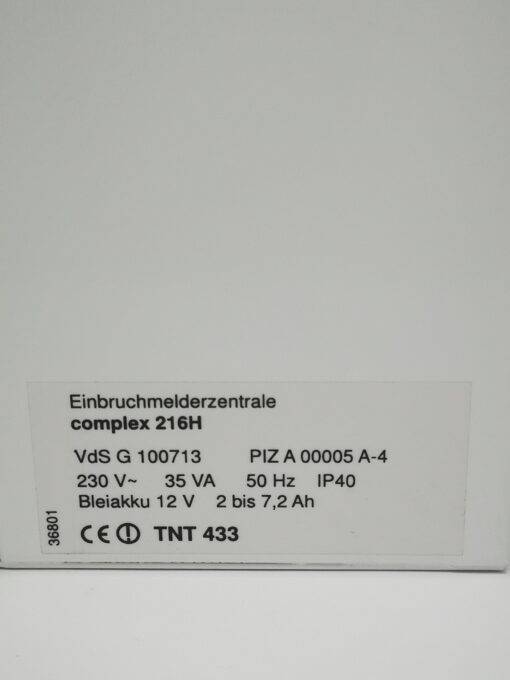 Einbruchmelderzentrale
complex 216H
VdS G 100713 PIZ A 00005 A-4
230 V~ 35 VA 50 Hz IP40
Bleiakku 12 V 2 bis 7,2 Ah
36801
CE TNT 433